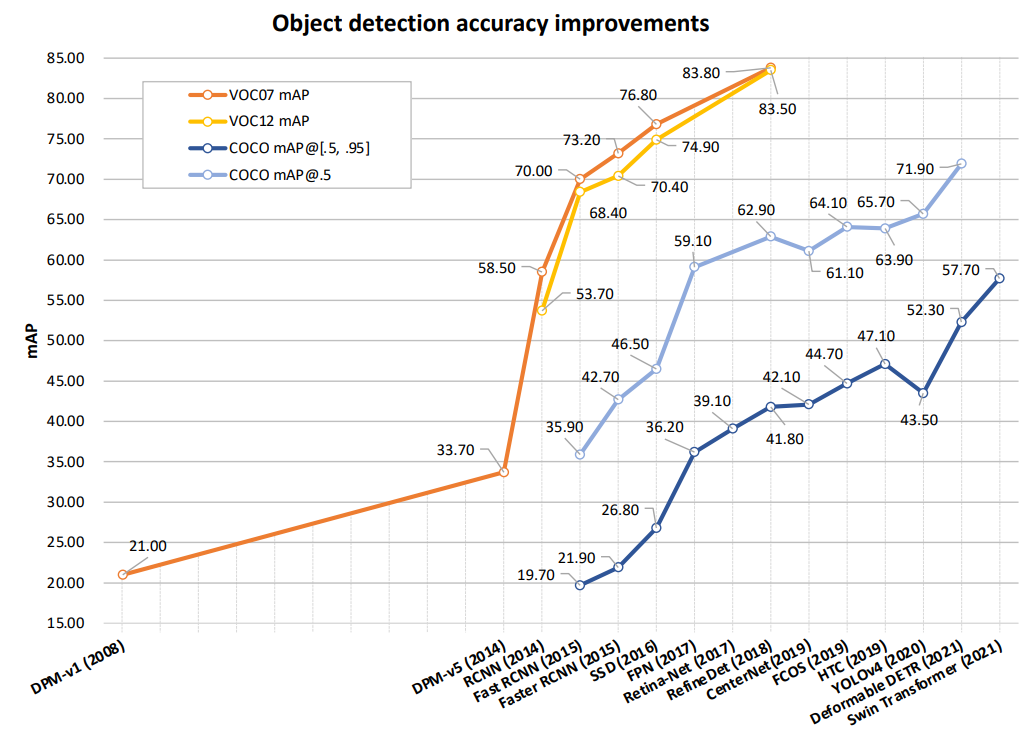 Object detection accuracy improvements
85.00
80.00
75.00
70.00
65.00
60.00
55.00
50.00
45.00
40.00
35.00
30.00
25.00
20.00
15.00
mAP
VOC07 mAP
VOC12 mAP
COCO mAP@[.5, .95]
COCO mAP@.5
21.00
33.70
58.50
70.00
73.20
76.80
83.80
53.70
68.40
70.40
74.90
83.50
35.90
42.70
46.50
59.10
62.90
61.10
64.10
63.90
65.70
71.90
19.70
21.90
26.80
36.20
39.10
41.80
42.10
44.70
47.10
43.50
52.30
57.70
DPM-v1 (2008)
DPM-v5 (2014)
RCNN (2014)
Fast RCNN (2015)
Faster RCNN (2015)
SSD (2016)
FPN (2017)
Retina-Net (2017)
RefineDet (2018)
CenterNet(2019)
FCOS (2019)
HTC (2019)
YOLOv4 (2020)
Deformable DETR (2021)
Swin Transformer (2021)